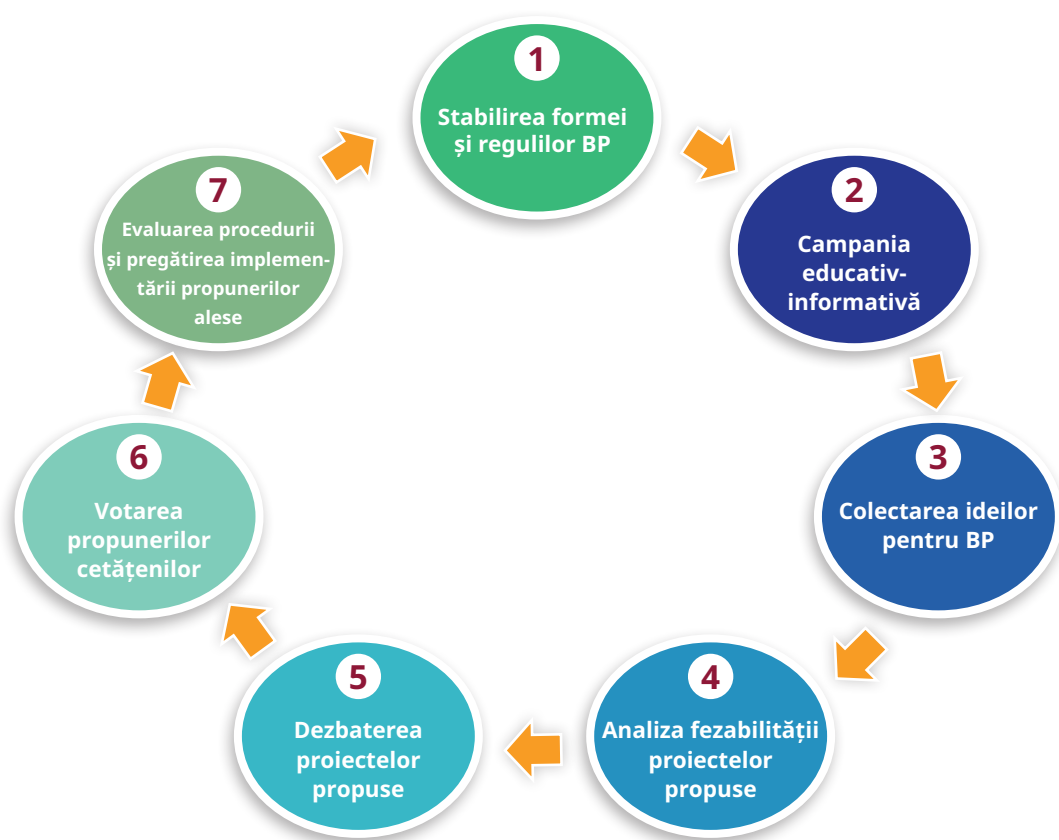 1
Stabilirea formei
și regulilor BP
2
Campania
educativ-
informativă
3
Colectarea ideilor
pentru BP
4
Analiza fezabilității
proiectelor
propuse
5
Dezbaterea
proiectelor
propuse
6
Votarea
propunerilor
cetățenilor
7
Evaluarea procedurii
și pregătirea implemen-
tării propunerilor
alese